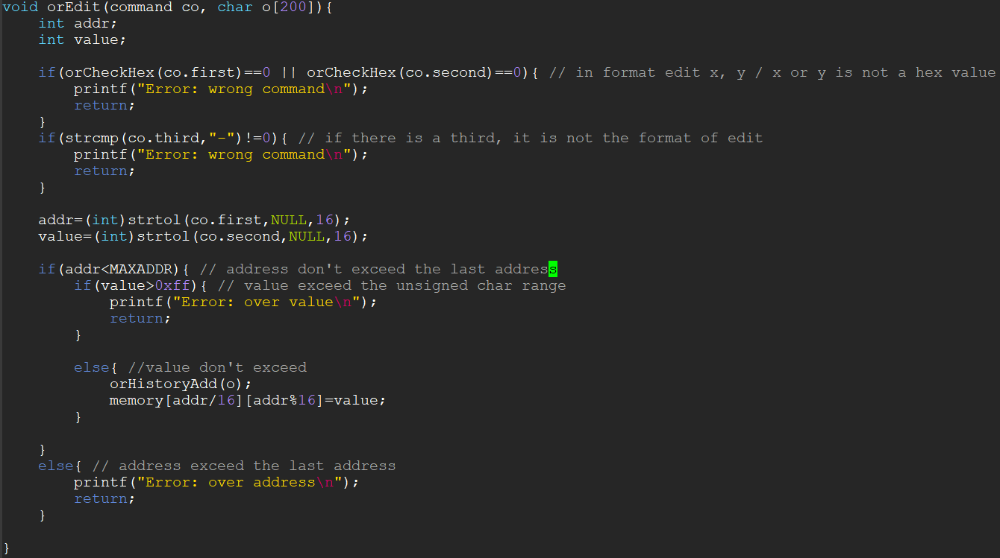 void orEdit(command co, char o[200]){
    int addr;
    int value;

    if(orCheckHex(co.first)==0 || orCheckHex(co.second)==0){ // in format edit x, y / x or y is not a hex value
        printf("Error: wrong command\n");
        return;
    }
    if(strcmp(co.third,"-")!=0){ // if there is a third, it is not the format of edit
        printf("Error: wrong command\n");
        return;
    }

    addr=(int)strtol(co.first,NULL,16);
    value=(int)strtol(co.second,NULL,16);

    if(addr<MAXADDR){ // address don't exceed the last address
        if(value>0xff){ // value exceed the unsigned char range
            printf("Error: over value\n");
            return;
        }

        else{ //value don't exceed
            orHistoryAdd(o);
            memory[addr/16][addr%16]=value;
        }

    }
    else{ // address exceed the last address
        printf("Error: over address\n");
        return;
    }

}